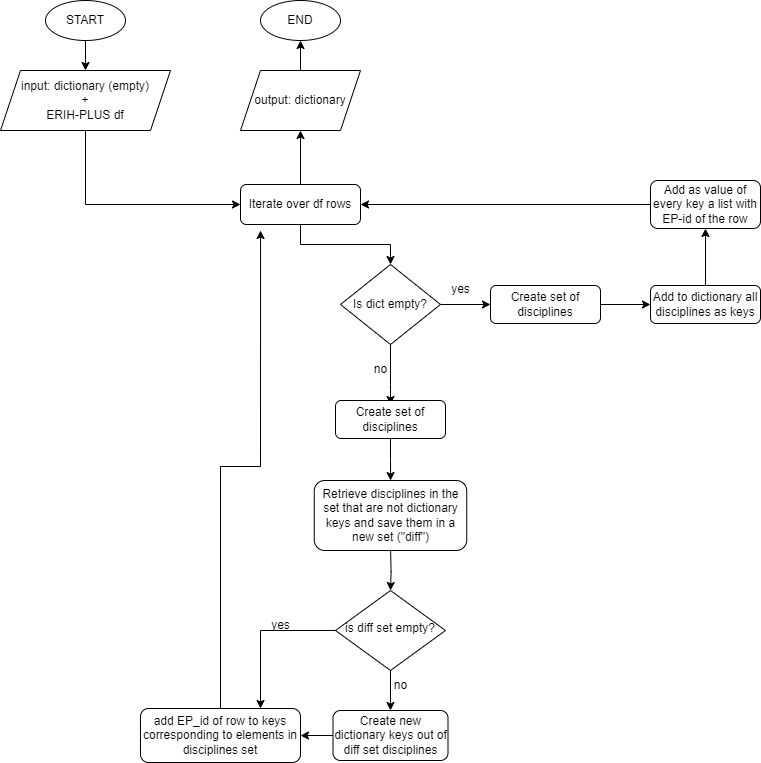 START
END
input: dictionary (empty)
+
ERIH-PLUS df
output: dictionary
Iterate over df rows
Add as value of
every key a list with
EP-id of the row
Is dict empty?
yes
Create set of
disciplines
Add to dictionary all
disciplines as keys
no
Create set of
disciplines
Retrieve disciplines in the
set that are not dictionary
keys and save them in a
new set ("diff")
is diff set empty?
yes
no
add EP_id of row to keys
corresponding to elements in
disciplines set
Create new
dictionary keys out of
diff set disciplines